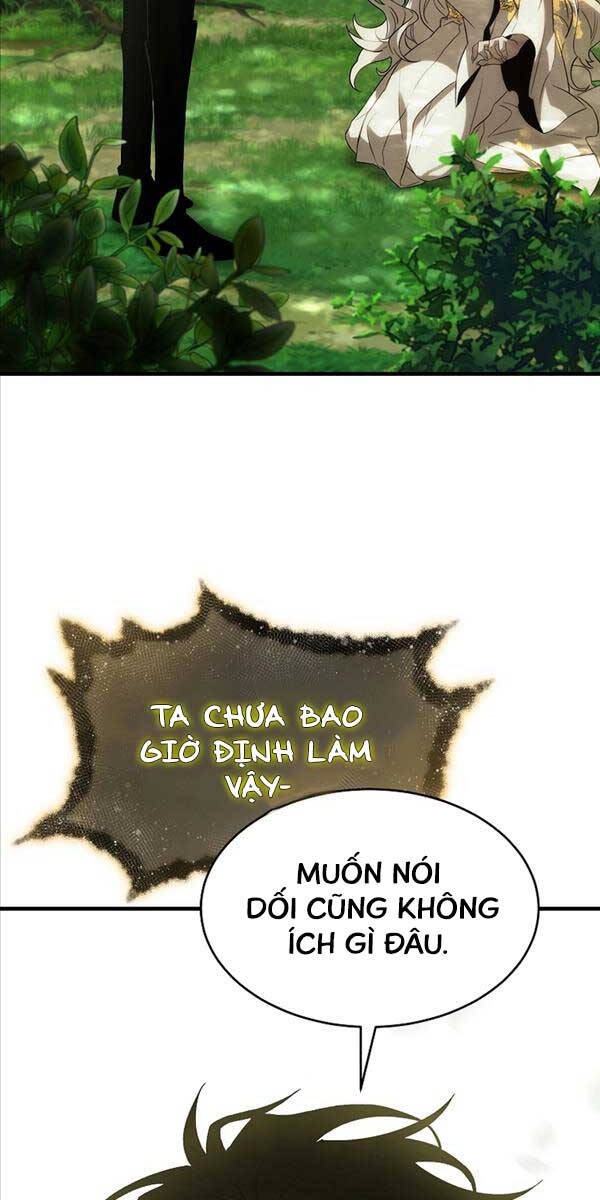 TA CHƯA BAO
GIỜ ĐỊNH LÀM
VẬY-
MUỐN NÓI
DỐI CŨNG KHÔNG
ÍCH GÌ ĐÂU.